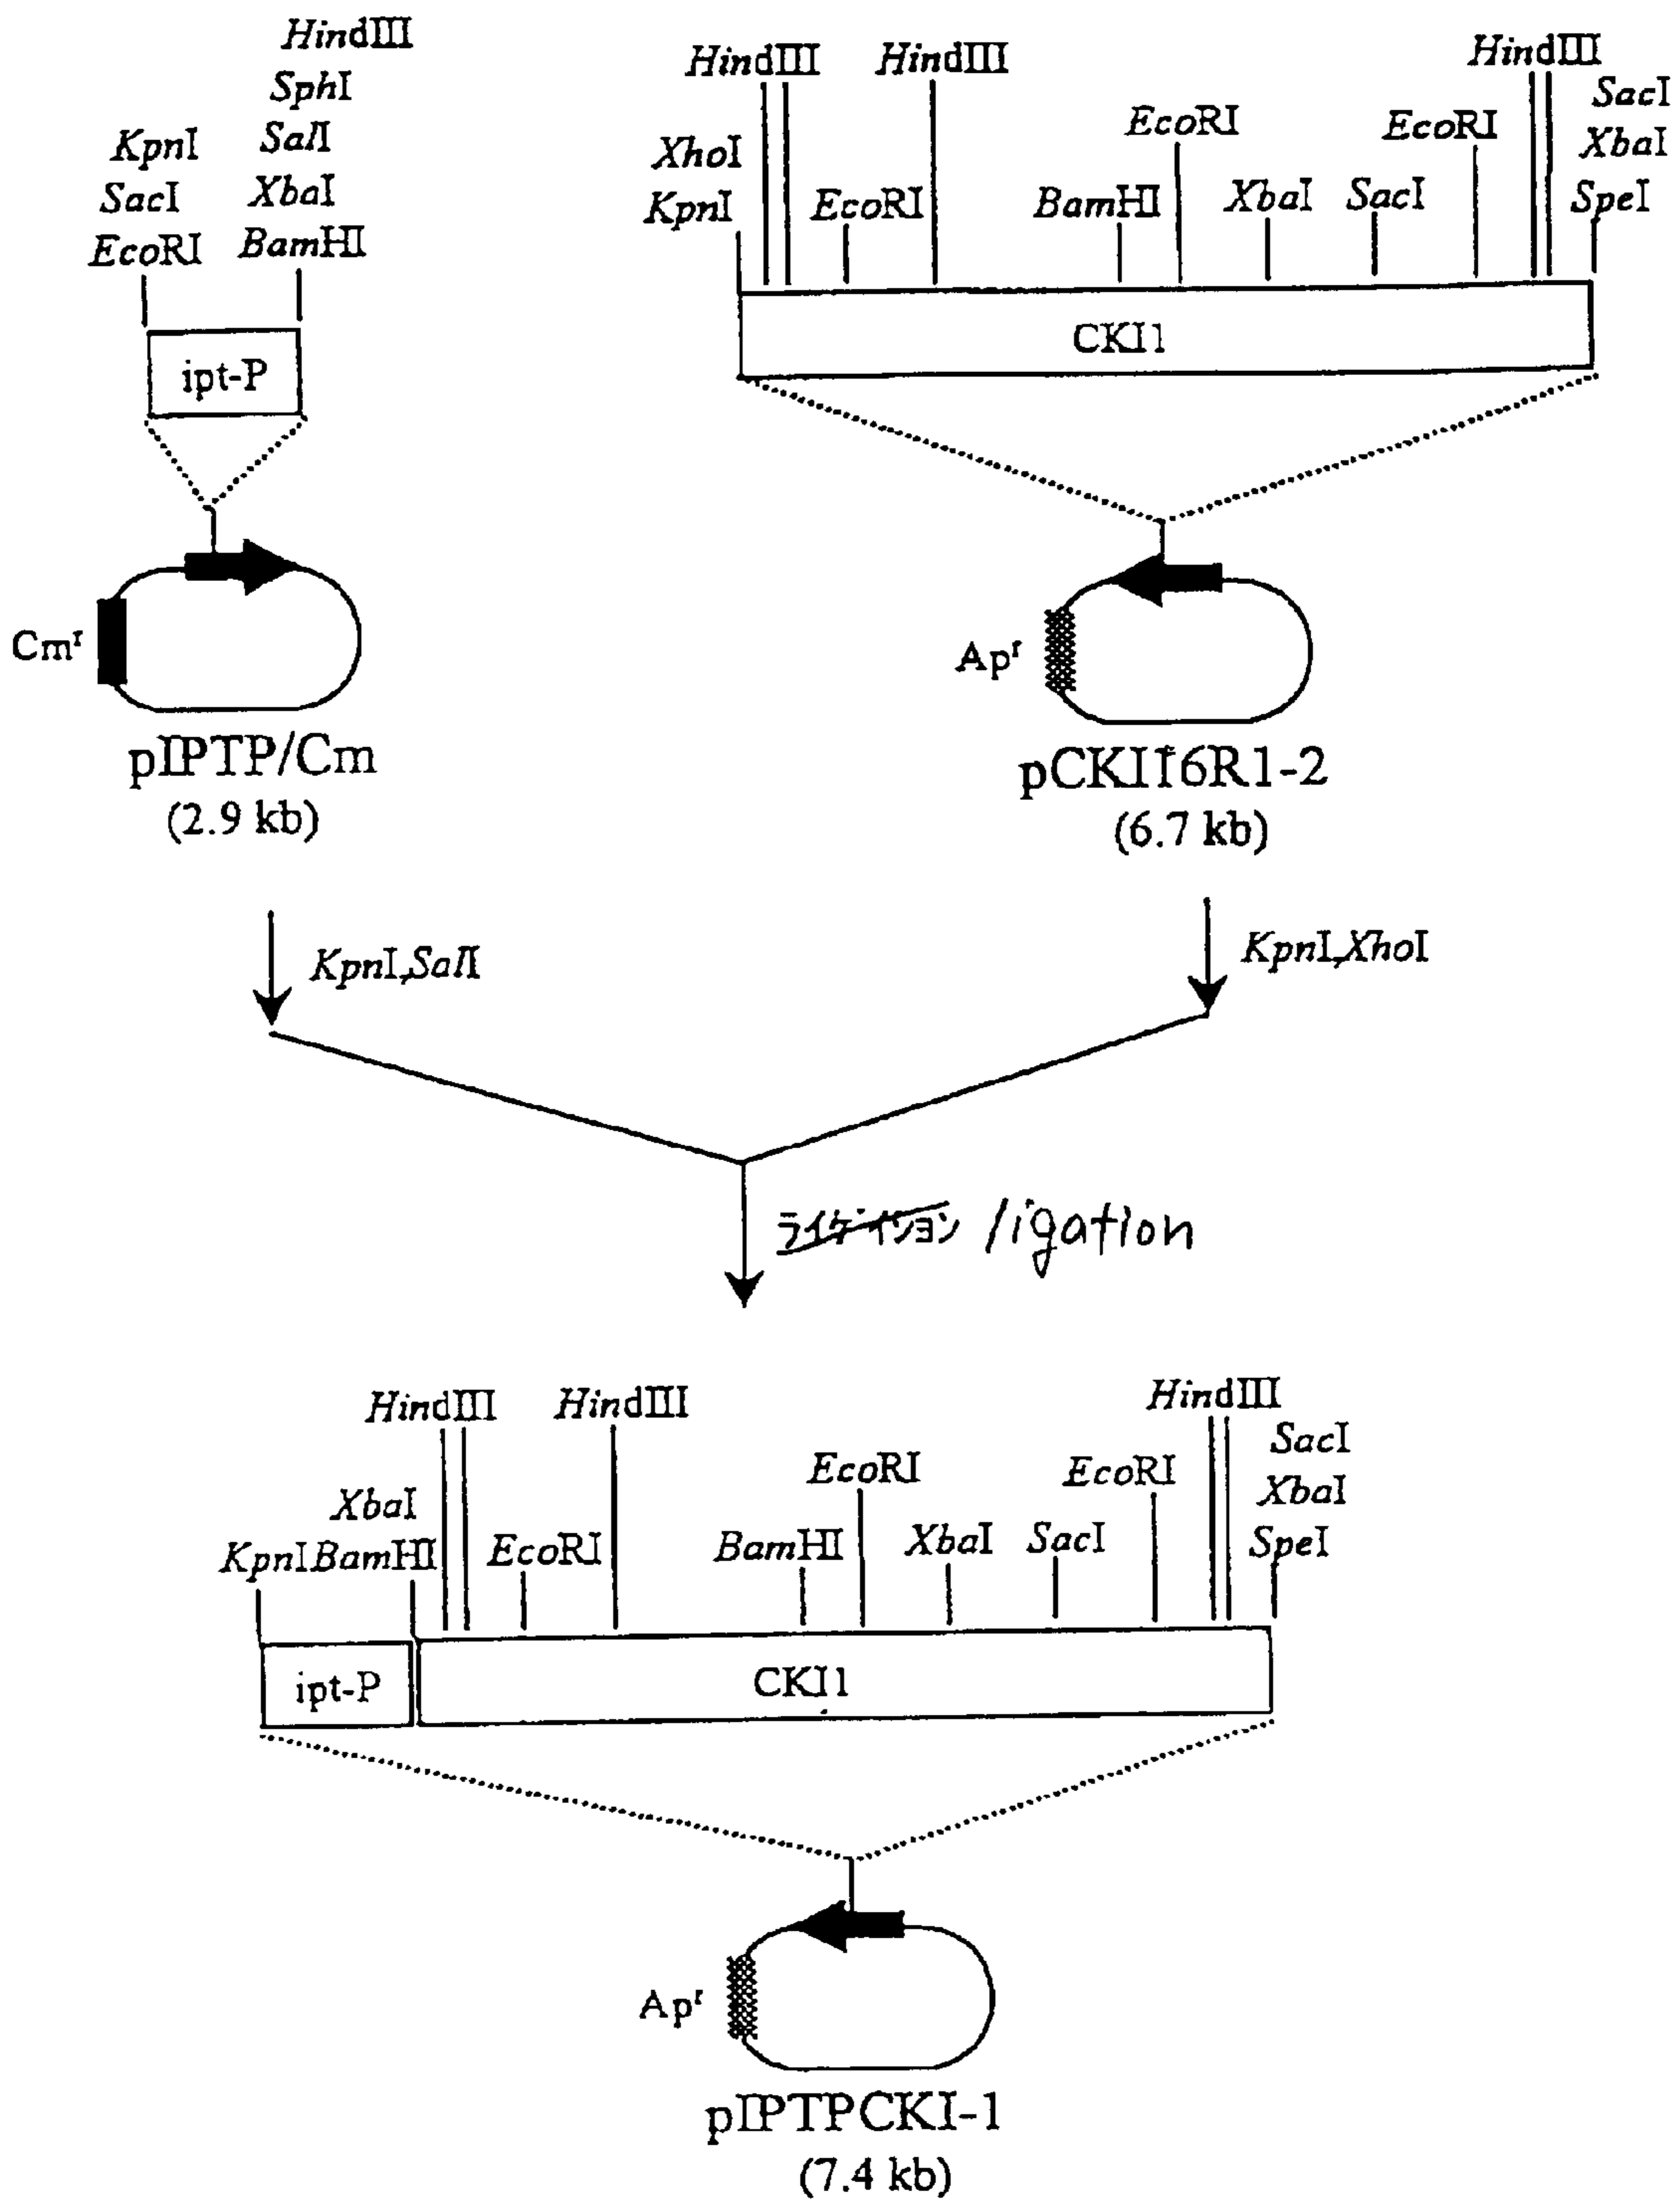 HindIII
SphI
SalI
XbaI
BamHI
KpnI
SacI
EcoRI
ipt-P
Cmʳ
pIPTP/Cm
(2.9 kb)
HindIII HindIII HindIII
XhoI
KpnI
EcoRI
BamHI
EcoRI
XbaI
SacI
EcoRI
SacI
XbaI
SpeI
CKI1
Apʳ
pCKI16R1-2
(6.7 kb)
KpnI,SalI
KpnI,XhoI
ライゲイション ligation
HindIII HindIII HindIII
XbaI
KpnI BamHI
EcoRI
BamHI
EcoRI
XbaI
SacI
EcoRI
SacI
XbaI
SpeI
ipt-P
CKI1
Apʳ
pIPTPCKI-1
(7.4 kb)